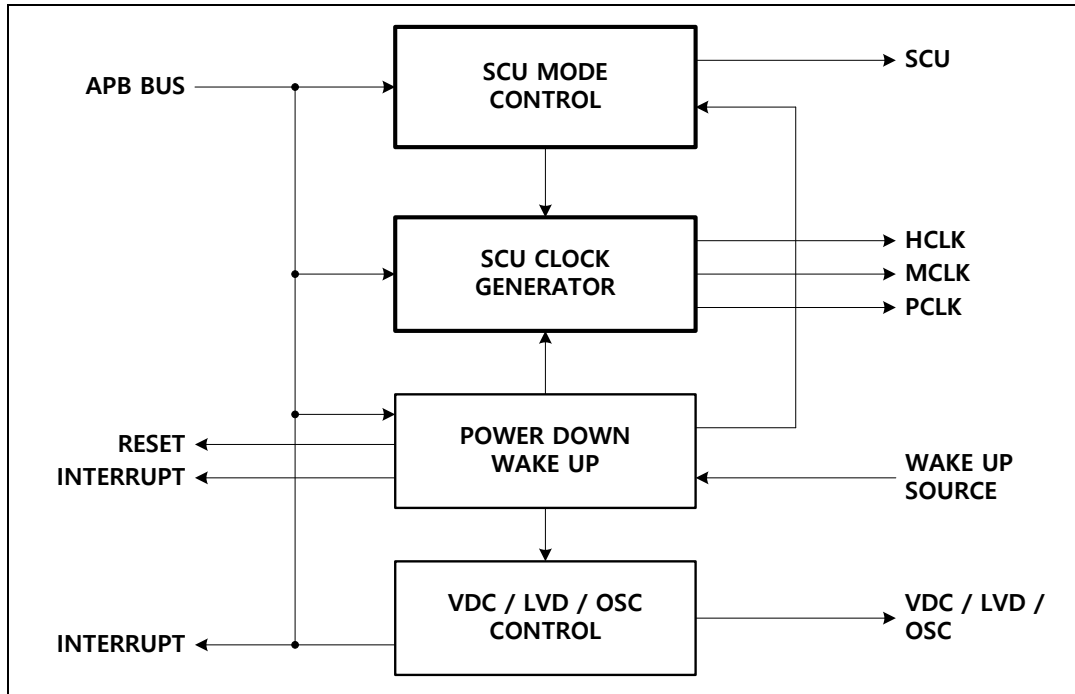 SCU MODE
CONTROL
SCU
APB BUS
SCU CLOCK
GENERATOR
HCLK
MCLK
PCLK
POWER DOWN
WAKE UP
RESET
INTERRUPT
WAKE UP
SOURCE
VDC / LVD / OSC
CONTROL
VDC / LVD /
OSC
INTERRUPT